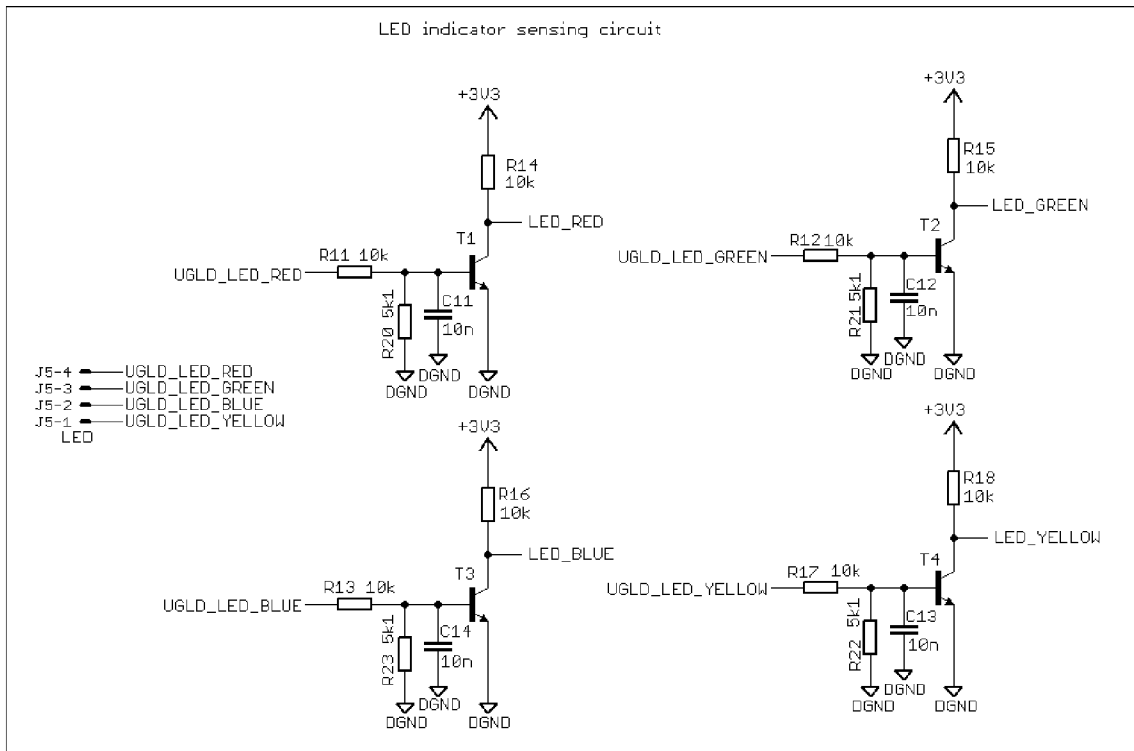 LED indicator sensing circuit
+3V3
R14
10k
LED_RED
T1
R11 10k
UGLD_LED_RED
R20 5k1
C11
10n
DGND
DGND
DGND
+3V3
R15
10k
LED_GREEN
T2
R12 10k
UGLD_LED_GREEN
R21 5k1
C12
10n
DGND
DGND
DGND
J5-4 UGLD_LED_RED
J5-3 UGLD_LED_GREEN
J5-2 UGLD_LED_BLUE
J5-1 UGLD_LED_YELLOW
LED
+3V3
R16
10k
LED_BLUE
T3
R13 10k
UGLD_LED_BLUE
R23 5k1
C14
10n
DGND
DGND
DGND
+3V3
R18
10k
LED_YELLOW
T4
R17 10k
UGLD_LED_YELLOW
R22 5k1
C13
10n
DGND
DGND
DGND